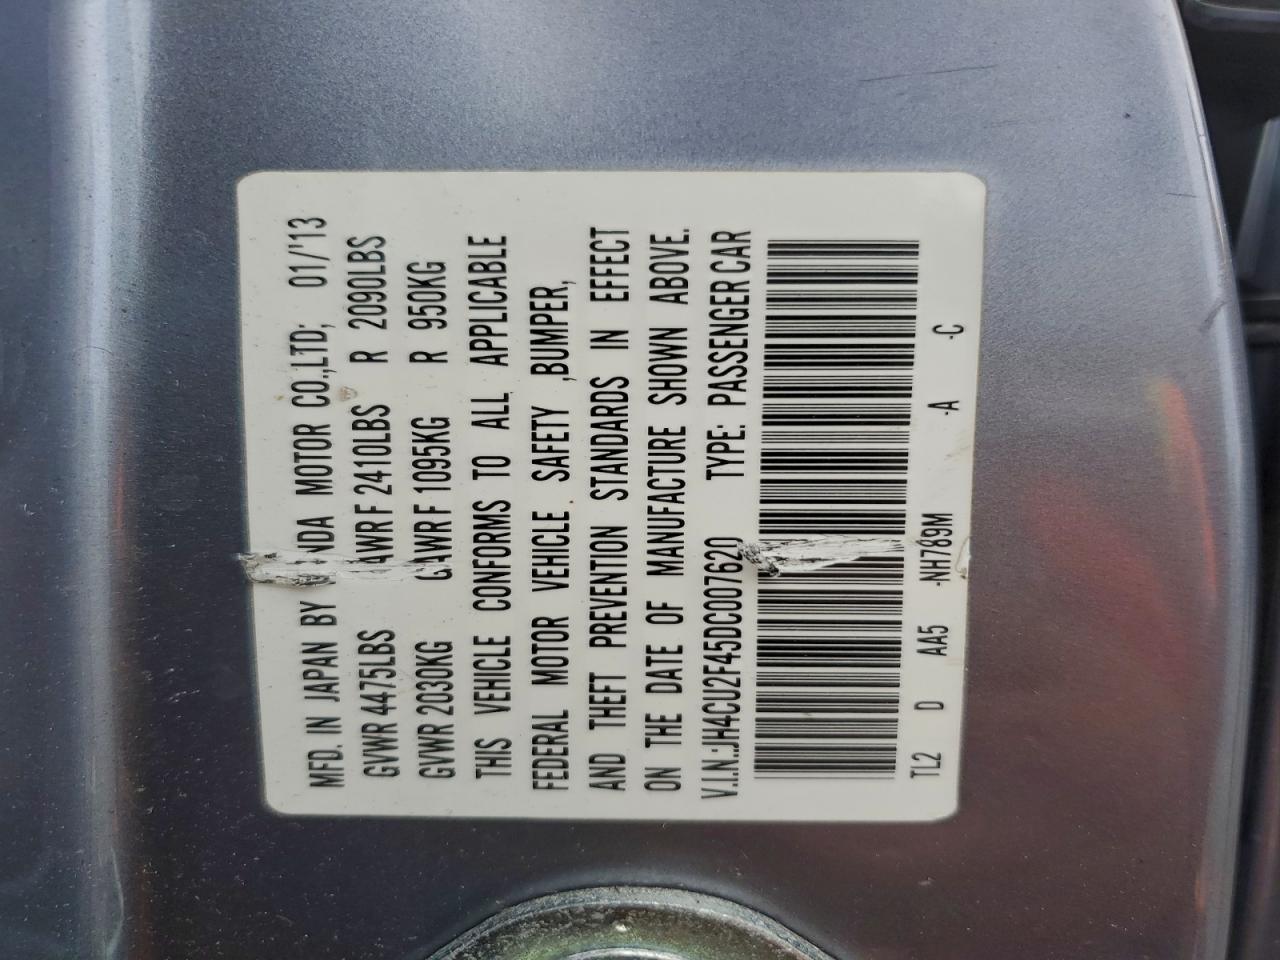 MFD. IN JAPAN BY NDA MOTOR CO.,LTD; 01/'13
GVWR 4475LBS AWR F 2410LBS R 2090LBS
GVWR 2030KG GAWR F 1095KG R 950KG
THIS VEHICLE CONFORMS TO ALL APPLICABLE
FEDERAL MOTOR VEHICLE SAFETY ,BUMPER,
AND THEFT PREVENTION STANDARDS IN EFFECT
ON THE DATE OF MANUFACTURE SHOWN ABOVE.
V.I.N.:JH4CU2F45DC007620 TYPE: PASSENGER CAR
TL2 D AA5 -NH789M -A -C